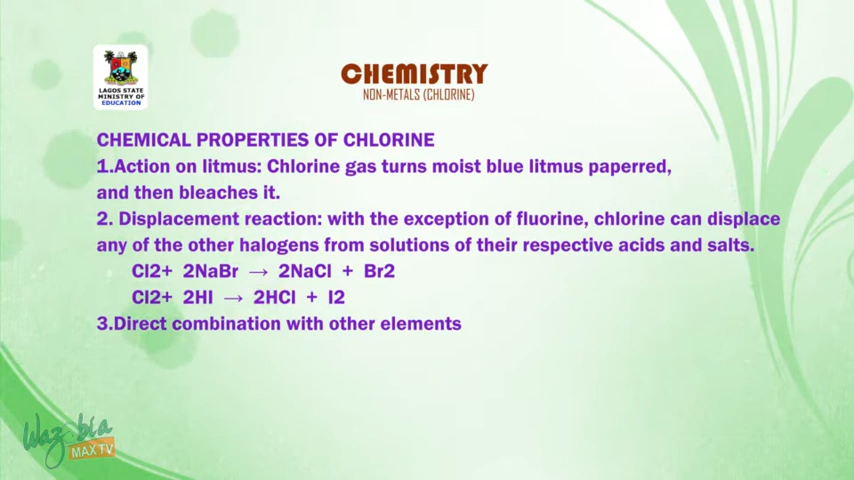 LAGOS STATE
MINISTRY OF
EDUCATION
CHEMISTRY
NON-METALS (CHLORINE)
CHEMICAL PROPERTIES OF CHLORINE
1.Action on litmus: Chlorine gas turns moist blue litmus paperred,
and then bleaches it.
2. Displacement reaction: with the exception of fluorine, chlorine can displace
any of the other halogens from solutions of their respective acids and salts.
Cl2+ 2NaBr → 2NaCl + Br2
Cl2+ 2HI → 2HCl + I2
3.Direct combination with other elements
Wazobia
MAX TV